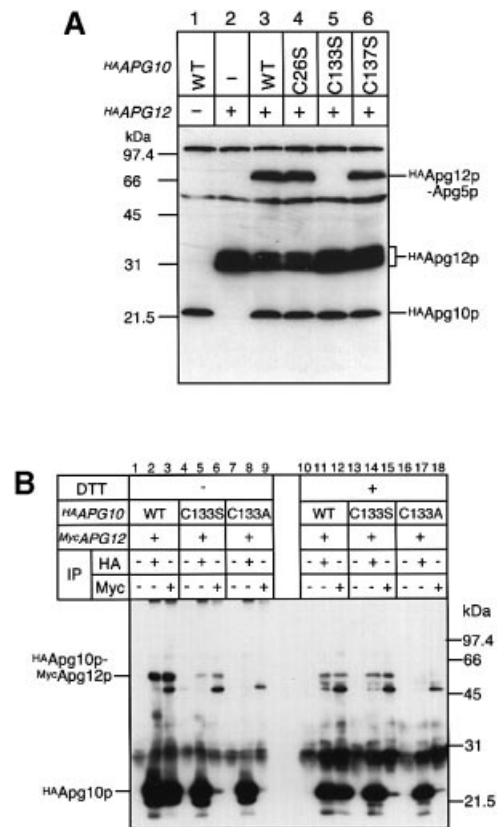 A
1 2 3 4 5 6
HAAPG10 WT – WT C26S C133S C137S
HAAPG12 – + + + + +
kDa
97.4
66
45
31
21.5
HAApg12p
-Apg5p
HAApg12p
HAApg10p
B
1 2 3 4 5 6 7 8 9 10 11 12 13 14 15 16 17 18
DTT - +
HAAPG10 WT C133S C133A WT C133S C133A
MycAPG12 + + + + + +
IP HA - + - - + - - + - - + - - + - - + -
Myc - - + - - + - - + - - + - - + - - +
kDa
97.4
66
45
31
21.5
HAApg10p-
MycApg12p
HAApg10p